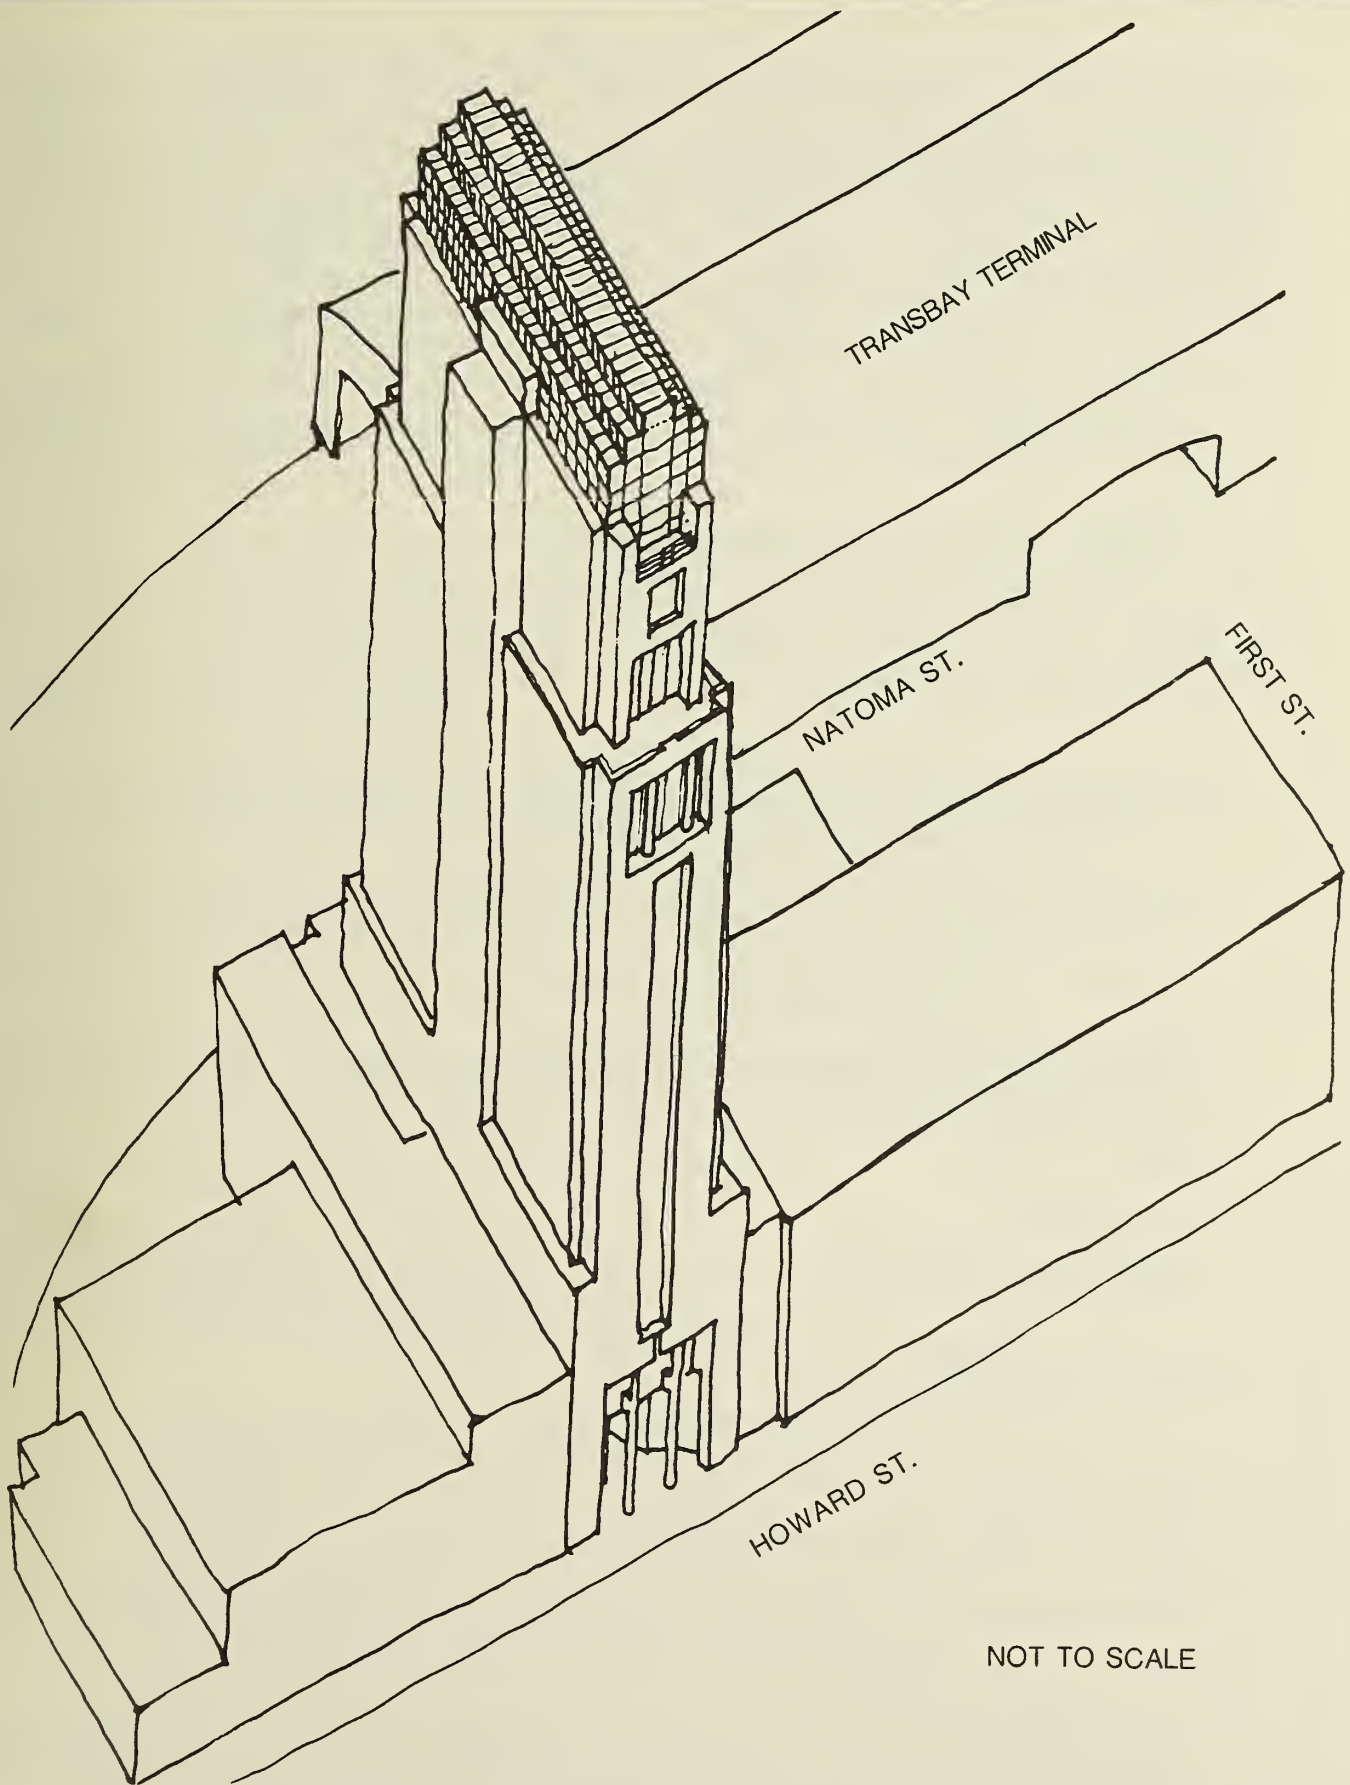 TRANSBAY TERMINAL
FIRST ST.
NATOMA ST.
HOWARD ST.
NOT TO SCALE